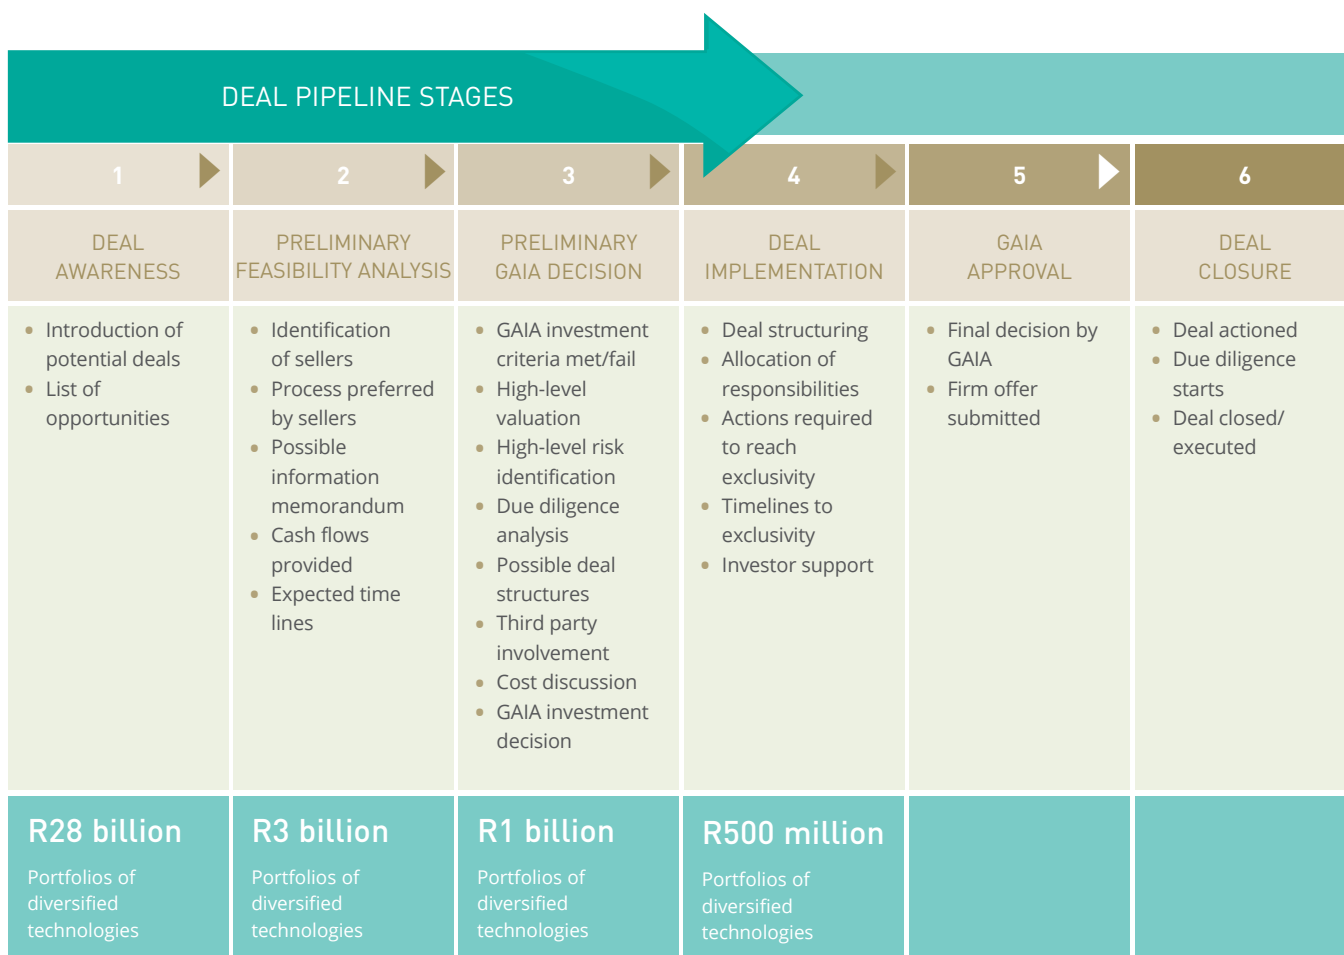 DEAL PIPELINE STAGES
1
2
3
4
5
6
DEAL
AWARENESS
PRELIMINARY
FEASIBILITY ANALYSIS
PRELIMINARY
GAIA DECISION
DEAL
IMPLEMENTATION
GAIA
APPROVAL
DEAL
CLOSURE
• Introduction of
potential deals
• List of
opportunities
• Identification
of sellers
• Process preferred
by sellers
• Possible
information
memorandum
• Cash flows
provided
• Expected time
lines
• GAIA investment
criteria met/fail
• High-level
valuation
• High-level risk
identification
• Due diligence
analysis
• Possible deal
structures
• Third party
involvement
• Cost discussion
• GAIA investment
decision
• Deal structuring
• Allocation of
responsibilities
• Actions required
to reach
exclusivity
• Timelines to
exclusivity
• Investor support
• Final decision by
GAIA
• Firm offer
submitted
• Deal actioned
• Due diligence
starts
• Deal closed/
executed
R28 billion
Portfolios of
diversified
technologies
R3 billion
Portfolios of
diversified
technologies
R1 billion
Portfolios of
diversified
technologies
R500 million
Portfolios of
diversified
technologies